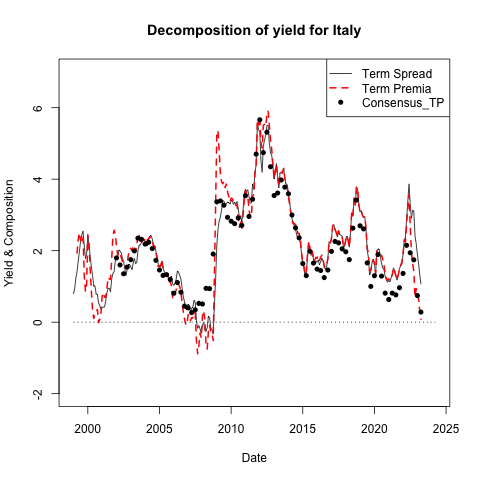 Decomposition of yield for Italy
Term Spread
Term Premia
Consensus_TP
Yield & Composition
6
4
2
0
-2
2000 2005 2010 2015 2020 2025
Date